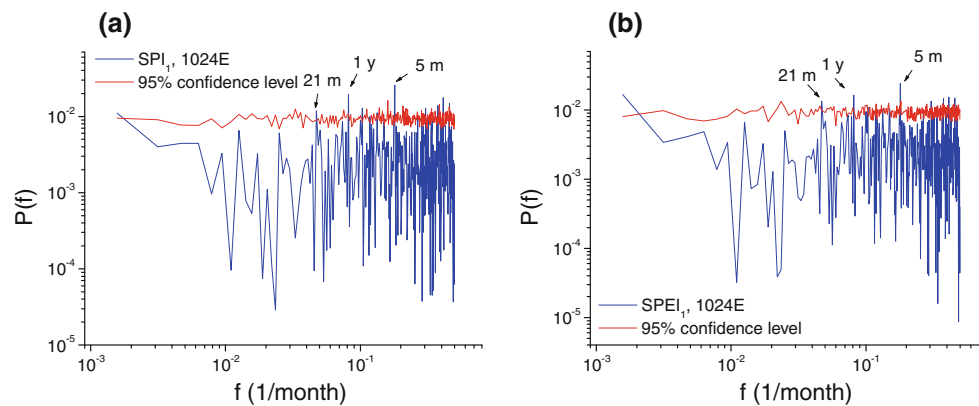 (a)
SPI₁, 1024E
95% confidence level
21 m
1 y
5 m
10⁻²
10⁻³
10⁻⁴
10⁻⁵
P(f)
10⁻³
10⁻²
10⁻¹
f (1/month)
(b)
21 m
1 y
5 m
10⁻¹
10⁻²
10⁻³
10⁻⁴
10⁻⁵
P(f)
SPEI₁, 1024E
95% confidence level
10⁻³
10⁻²
10⁻¹
f (1/month)